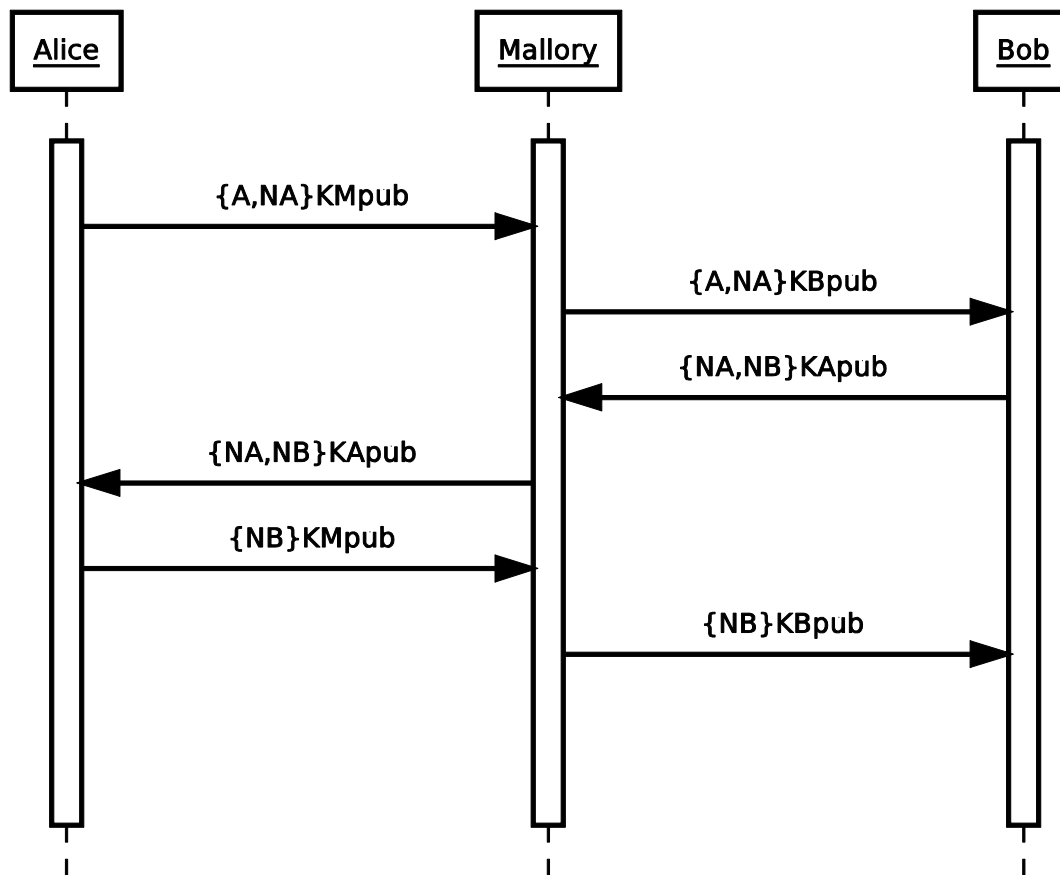 Alice
Mallory
Bob
{A,NA}KMpub
{A,NA}KBpub
{NA,NB}KApub
{NA,NB}KApub
{NB}KMpub
{NB}KBpub